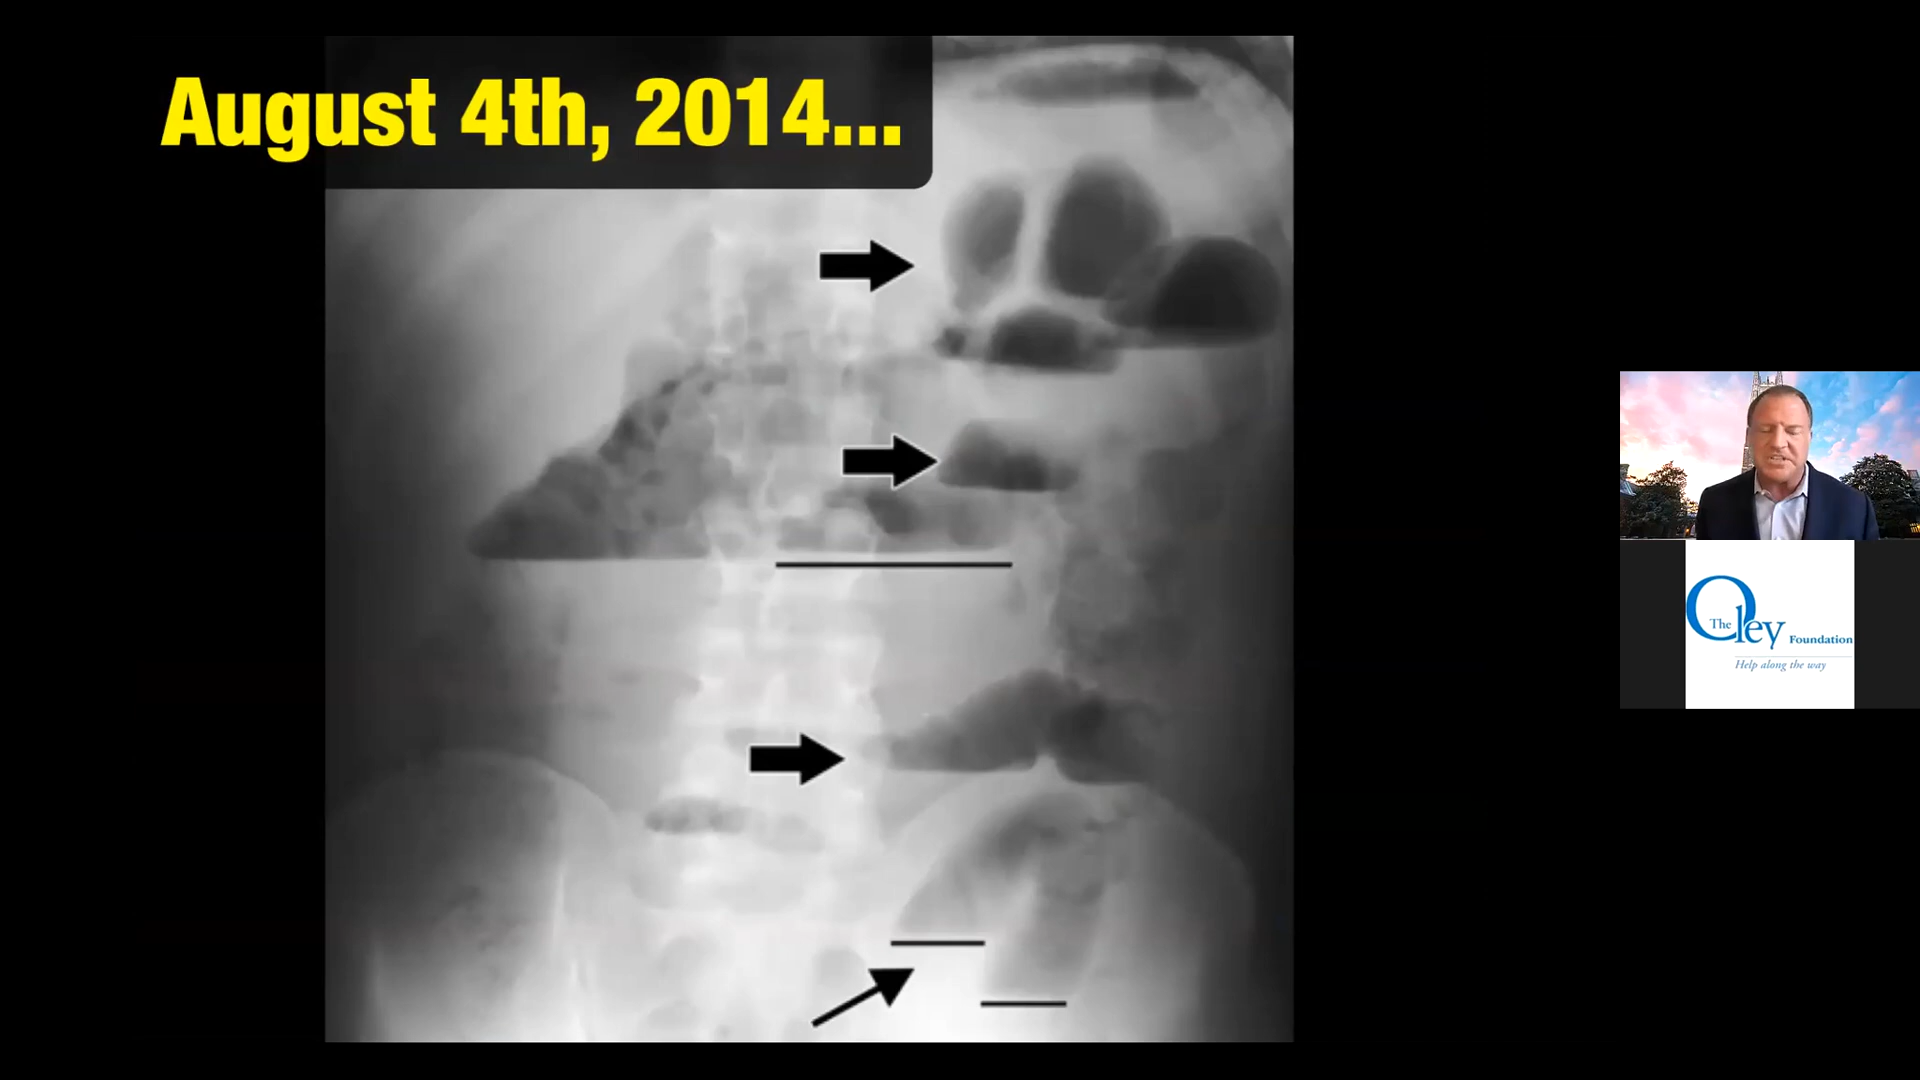 August 4th, 2014...
The Oley Foundation
Help along the way